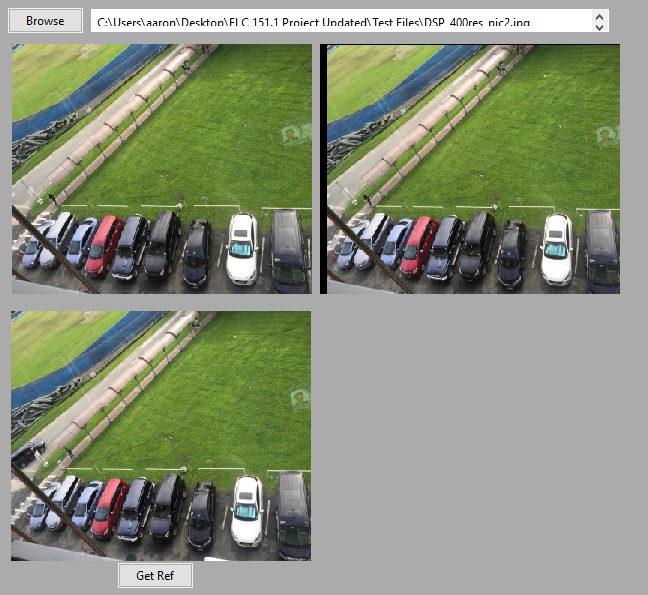 Browse
C:\Users\aaron\Desktop\ELC 151.1 Project Updated\Test Files\DSP_400res_pic2.jpg
Get Ref